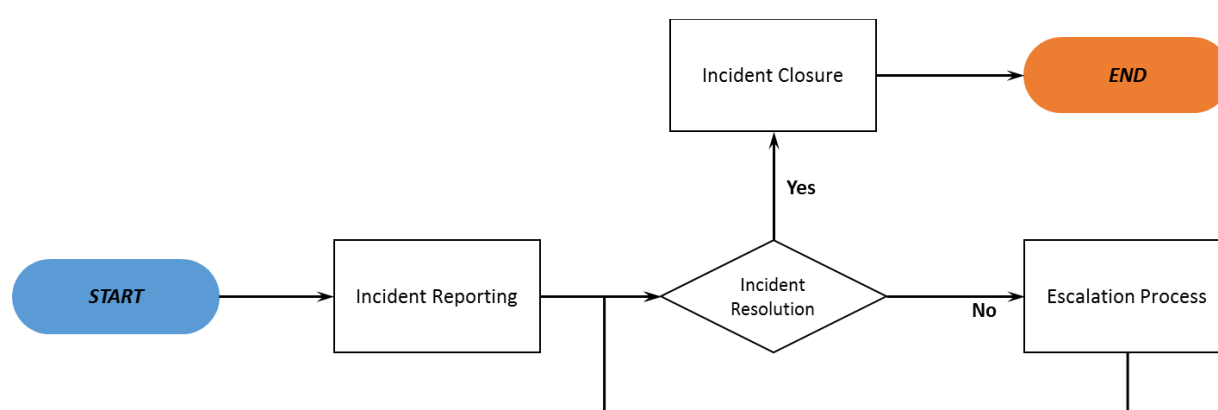 Incident Closure
END
Yes
START
Incident Reporting
Incident
Resolution
No
Escalation Process